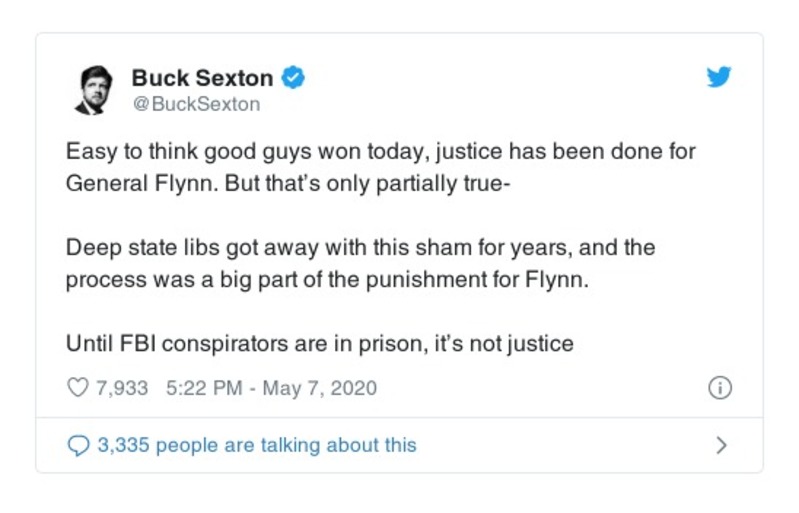 Buck Sexton
@BuckSexton
Easy to think good guys won today, justice has been done for
General Flynn. But that’s only partially true-
Deep state libs got away with this sham for years, and the
process was a big part of the punishment for Flynn.
Until FBI conspirators are in prison, it’s not justice
7,933 5:22 PM - May 7, 2020
3,335 people are talking about this